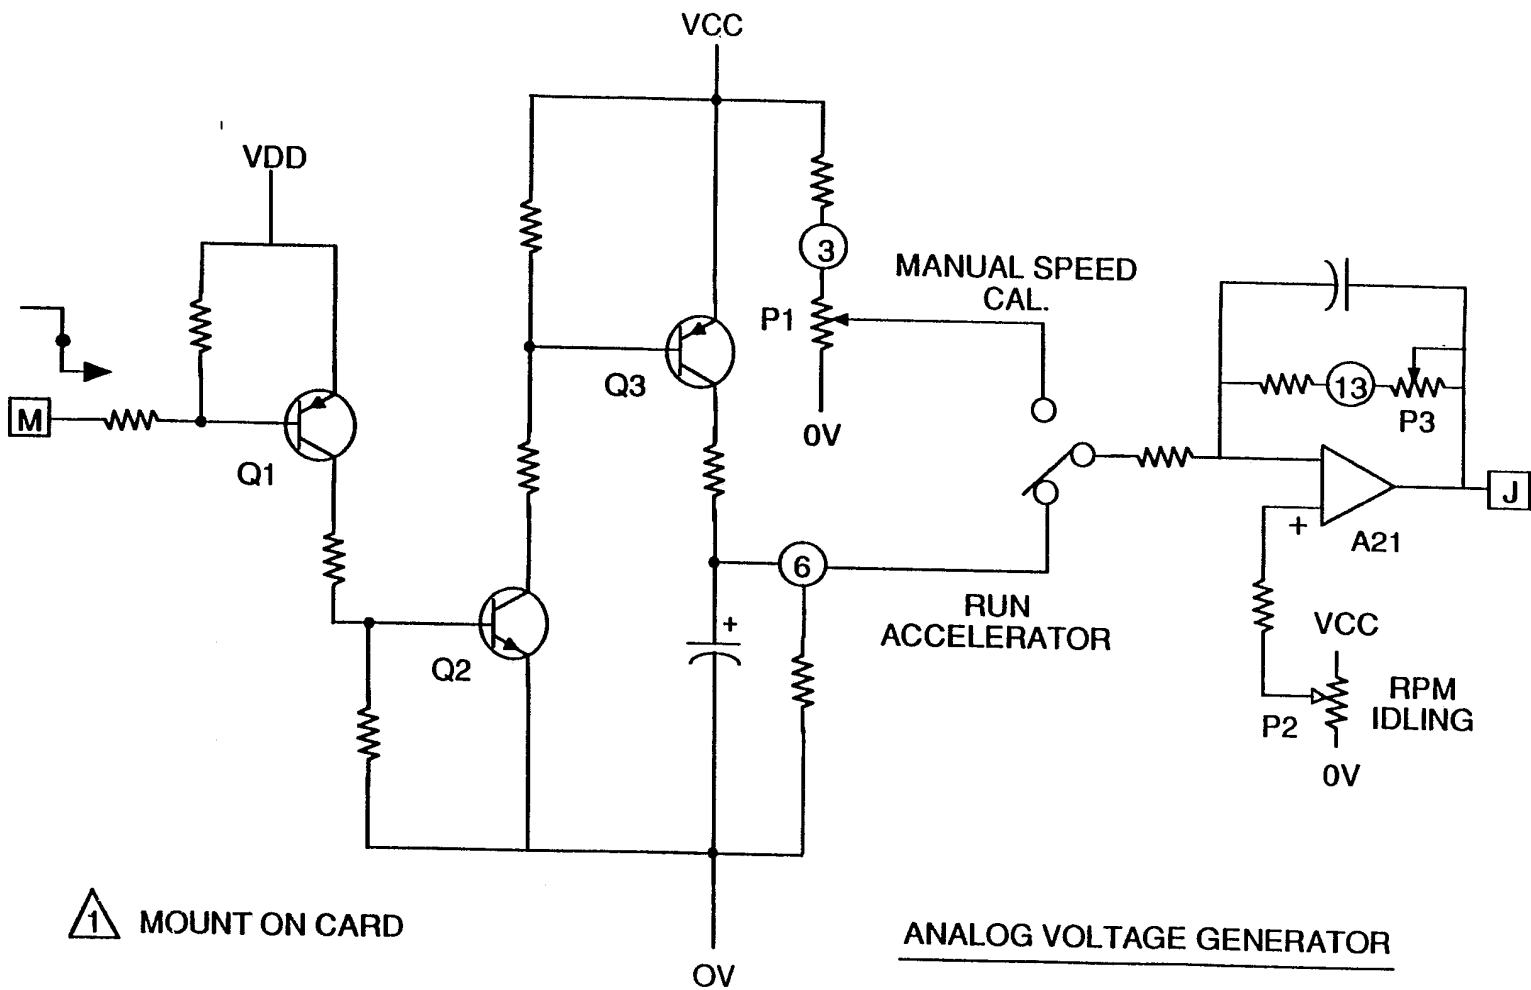 VCC
VDD
3
MANUAL SPEED
CAL.
P1
Q3
13
P3
M
0V
Q1
J
+
A21
6
RUN
ACCELERATOR
+
VCC
Q2
RPM
IDLING
P2
0V
1 MOUNT ON CARD
ANALOG VOLTAGE GENERATOR
OV